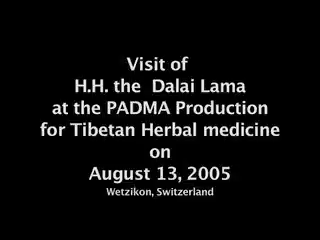 Visit of
H.H. the Dalai Lama
at the PADMA Production
for Tibetan Herbal medicine
on
August 13, 2005
Wetzikon, Switzerland